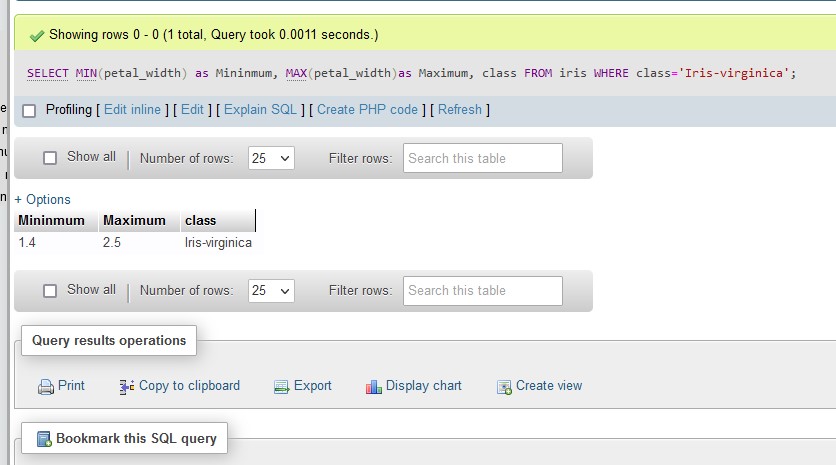 Showing rows 0 - 0 (1 total, Query took 0.0011 seconds.)
SELECT MIN(petal_width) as Mininmum, MAX(petal_width)as Maximum, class FROM iris WHERE class='Iris-virginica';
Profiling [ Edit inline ] [ Edit ] [ Explain SQL ] [ Create PHP code ] [ Refresh ]
Show all | Number of rows: 25 Filter rows: Search this table
+ Options
Mininmum Maximum class
1.4 2.5 Iris-virginica
Show all | Number of rows: 25 Filter rows: Search this table
Query results operations
Print Copy to clipboard Export Display chart Create view
Bookmark this SQL query